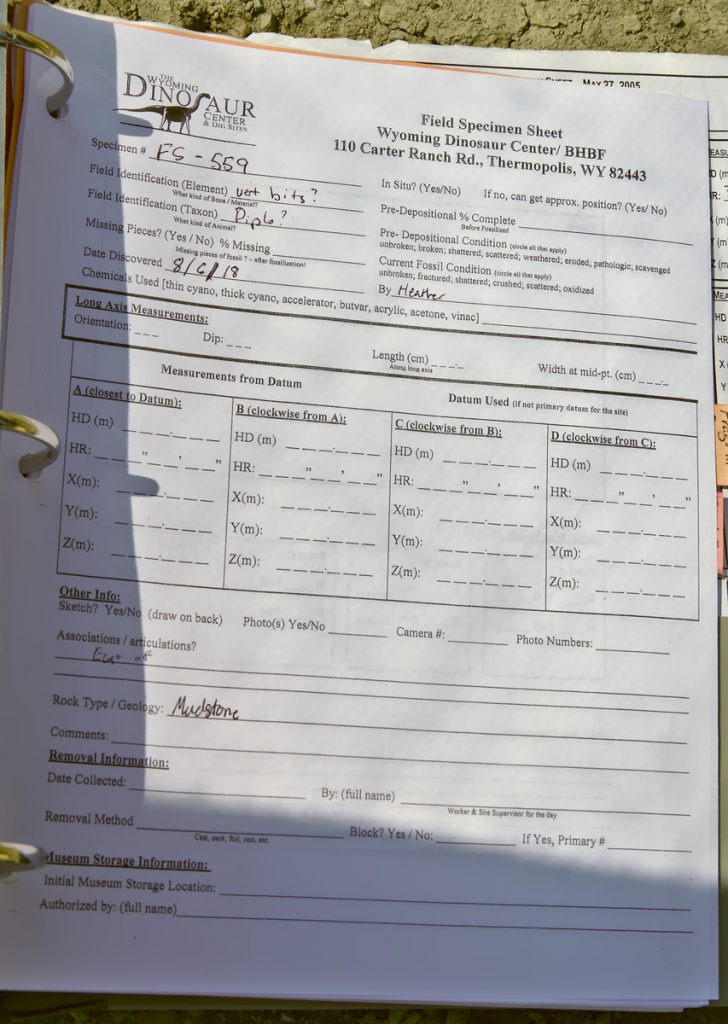 THE
WYOMING
DINOSAUR
CENTER
& DIG SITES
SHEET - MAY 27, 2005
Field Specimen Sheet
Wyoming Dinosaur Center/ BHBF
110 Carter Ranch Rd., Thermopolis, WY 82443
Specimen # FS - 559
In Situ? (Yes/No) If no, can get approx. position? (Yes/ No)
Field Identification (Element) vert bits?
What kind of Bone / Material?
Pre-Depositional % Complete
Before Fossilized
Field Identification (Taxon) Diplo?
What kind of Animal?
Pre- Depositional Condition (circle all that apply)
unbroken; broken; shattered; scattered; weathered; eroded; pathologic; scavenged
Missing Pieces? (Yes / No) % Missing
Missing pieces of fossil ? - after fossilization!
Current Fossil Condition (circle all that apply)
unbroken, fractured; shattered; crushed; scattered; oxidized
Date Discovered 8/6/18
By Heather
Chemicals Used [thin cyano, thick cyano, accelerator, butvar, acrylic, acetone, vinac]
Long Axis Measurements:
Orientation: _ _ _ Dip: _ _ _ Length (cm) _ _ _._ Width at mid-pt. (cm) _ _ _._
Along long axis
Measurements from Datum Datum Used (if not primary datum for the site)
A (closest to Datum): B (clockwise from A): C (clockwise from B): D (clockwise from C):
HD (m) HD (m) HD (m) HD (m)
HR: HR: HR: HR:
X(m): X(m): X(m): X(m):
Y(m): Y(m): Y(m): Y(m):
Z(m): Z(m): Z(m): Z(m):
Other Info:
Sketch? Yes/No (draw on back) Photo(s) Yes/No Camera #: Photo Numbers:
Associations / articulations?
East of
Rock Type / Geology: Mudstone
Comments:
Removal Information:
Date Collected: By: (full name)
Worker & Site Supervisor for the day
Removal Method Block? Yes / No: If Yes, Primary #
Cast, sack, foil, box, etc.
Museum Storage Information:
Initial Museum Storage Location:
Authorized by: (full name)